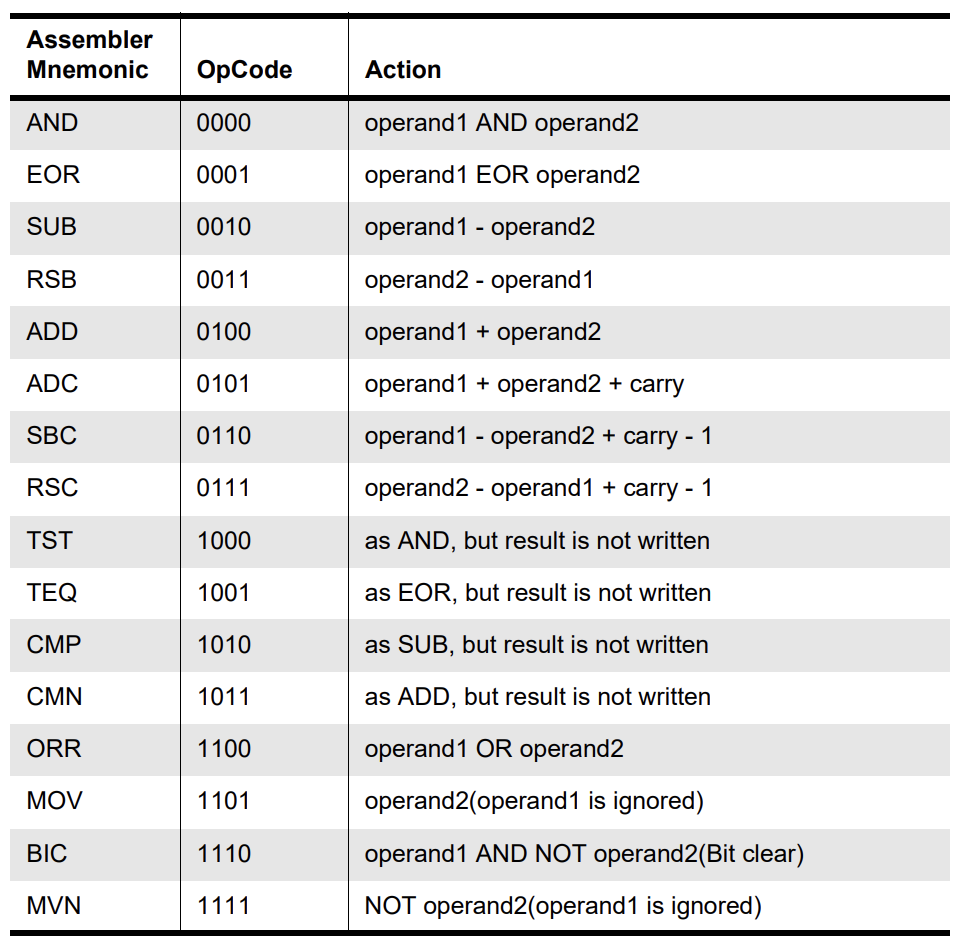 Assembler
Mnemonic OpCode Action
AND 0000 operand1 AND operand2
EOR 0001 operand1 EOR operand2
SUB 0010 operand1 - operand2
RSB 0011 operand2 - operand1
ADD 0100 operand1 + operand2
ADC 0101 operand1 + operand2 + carry
SBC 0110 operand1 - operand2 + carry - 1
RSC 0111 operand2 - operand1 + carry - 1
TST 1000 as AND, but result is not written
TEQ 1001 as EOR, but result is not written
CMP 1010 as SUB, but result is not written
CMN 1011 as ADD, but result is not written
ORR 1100 operand1 OR operand2
MOV 1101 operand2(operand1 is ignored)
BIC 1110 operand1 AND NOT operand2(Bit clear)
MVN 1111 NOT operand2(operand1 is ignored)